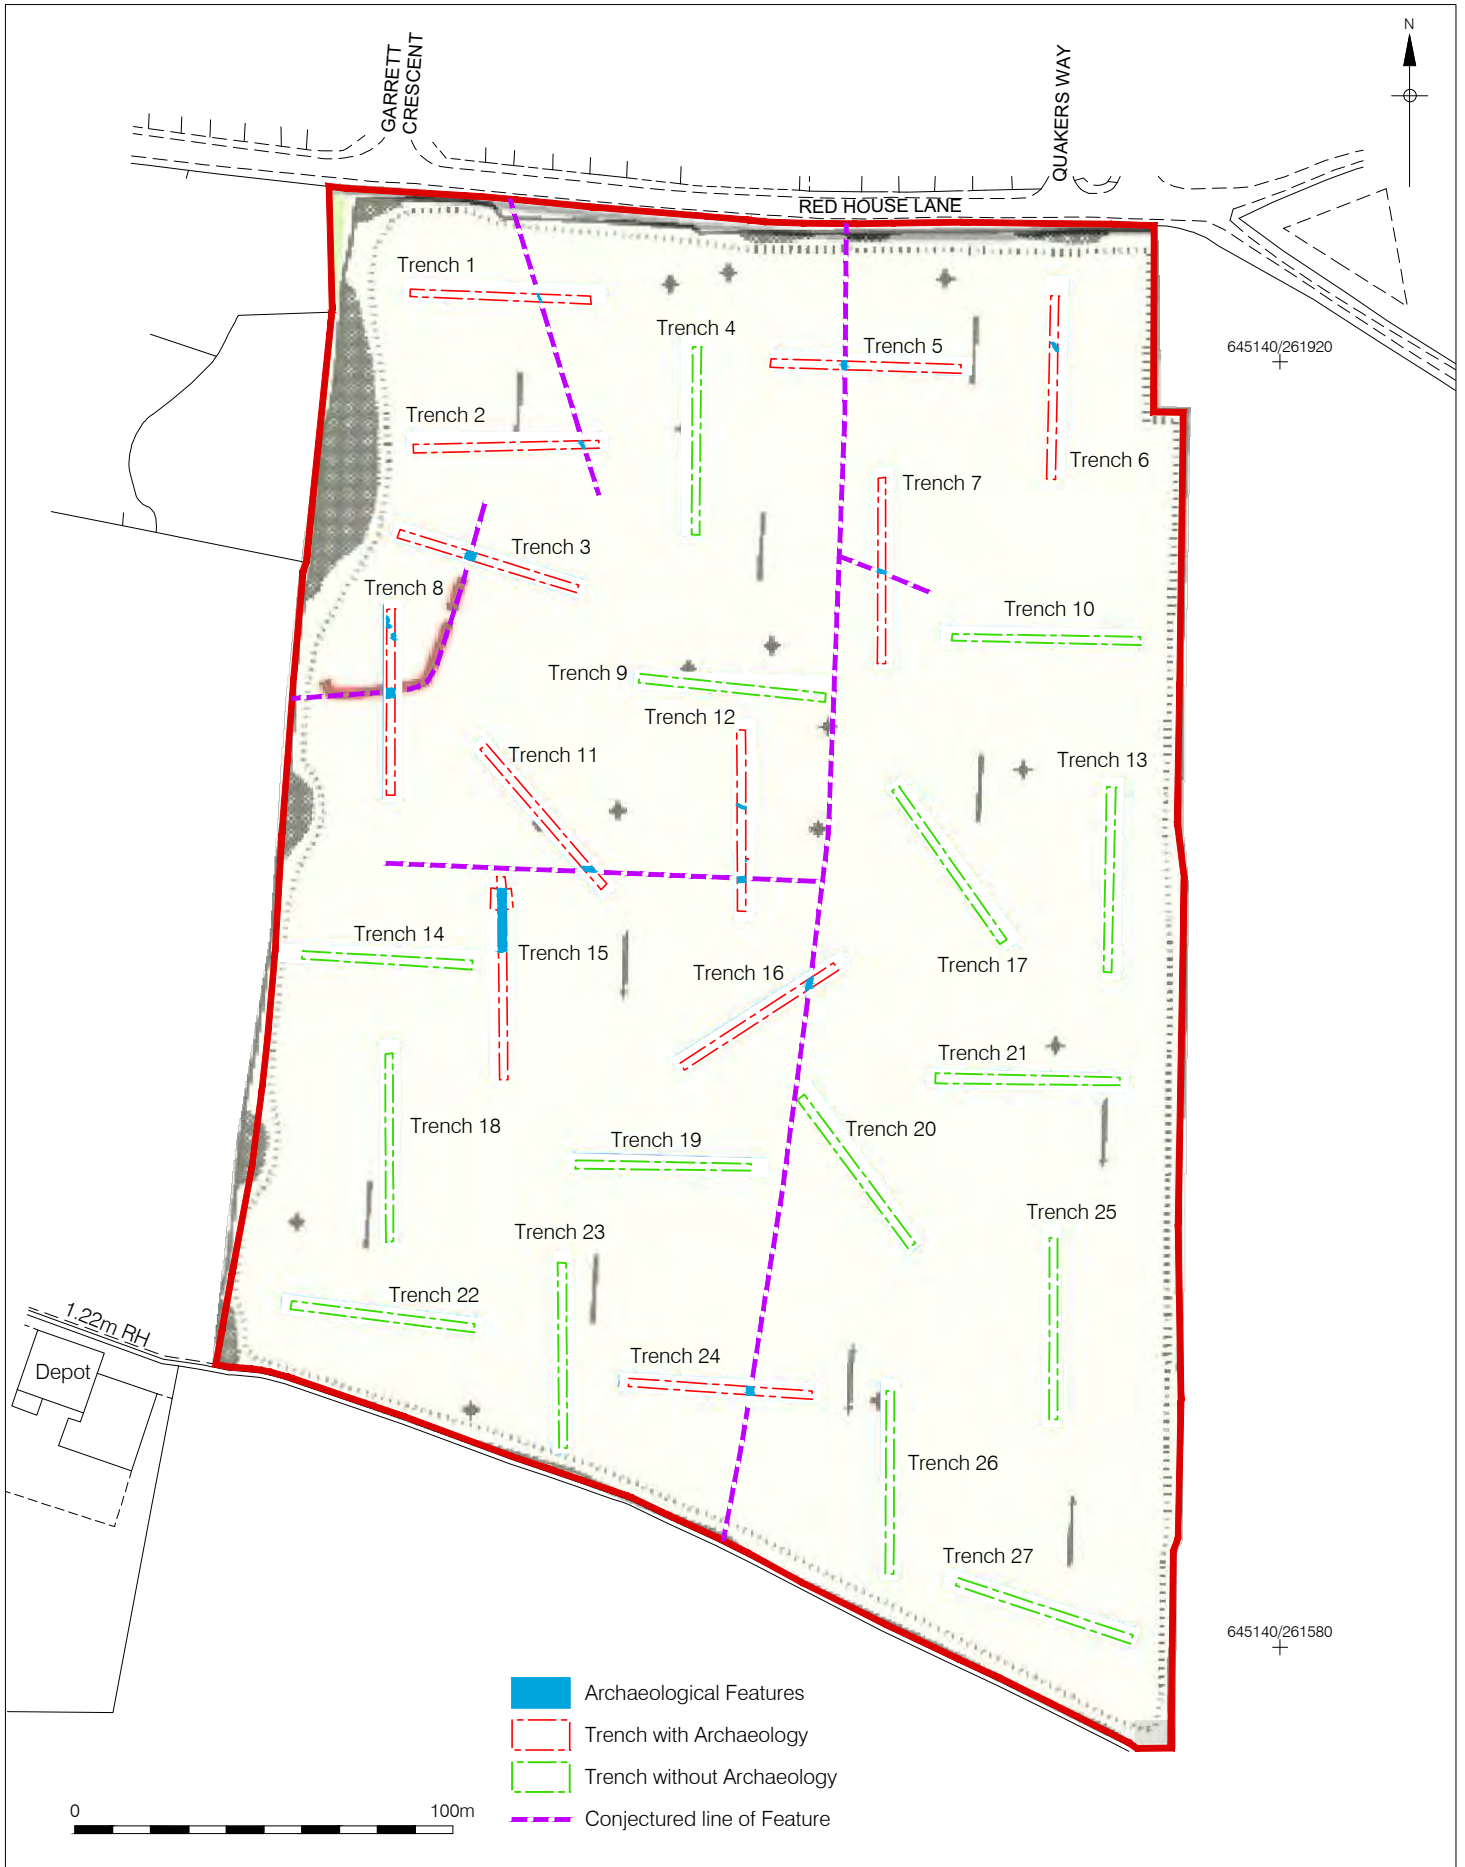 N
GARRETT
CRESCENT
QUAKERS WAY
RED HOUSE LANE
Trench 1
Trench 4
Trench 5
645140/261920
Trench 2
Trench 6
Trench 7
Trench 3
Trench 8
Trench 10
Trench 9
Trench 12
Trench 11
Trench 13
Trench 14
Trench 15
Trench 16
Trench 17
Trench 21
Trench 18
Trench 19
Trench 20
Trench 25
Trench 23
Trench 22
1.22m RH
Trench 24
Depot
Trench 26
Trench 27
645140/261580
Archaeological Features
Trench with Archaeology
Trench without Archaeology
Conjectured line of Feature
0 100m